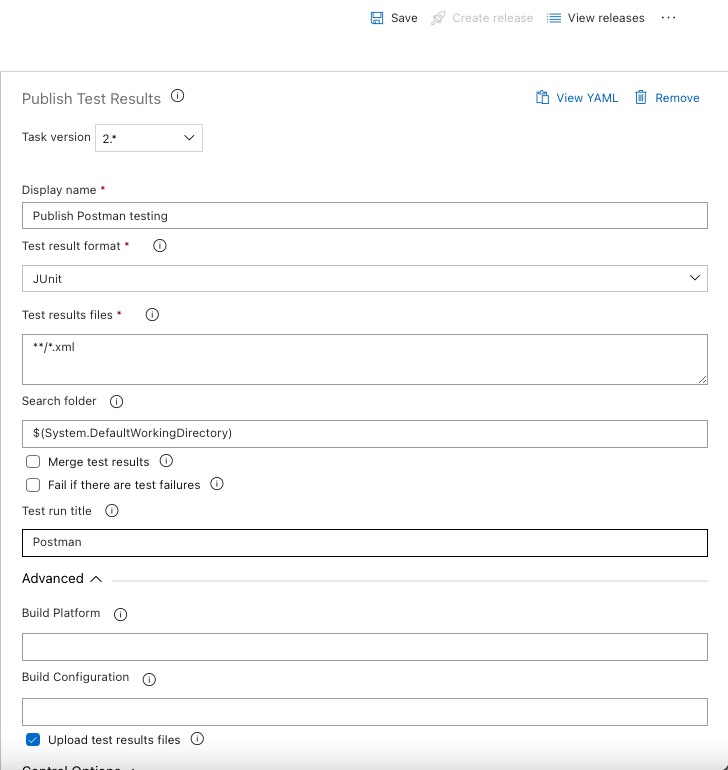 Save Create release View releases ...
Publish Test Results View YAML Remove
Task version 2.*
Display name *
Publish Postman testing
Test result format *
JUnit
Test results files *
**/*.xml
Search folder
$(System.DefaultWorkingDirectory)
Merge test results
Fail if there are test failures
Test run title
Postman
Advanced
Build Platform
Build Configuration
Upload test results files
Control Options